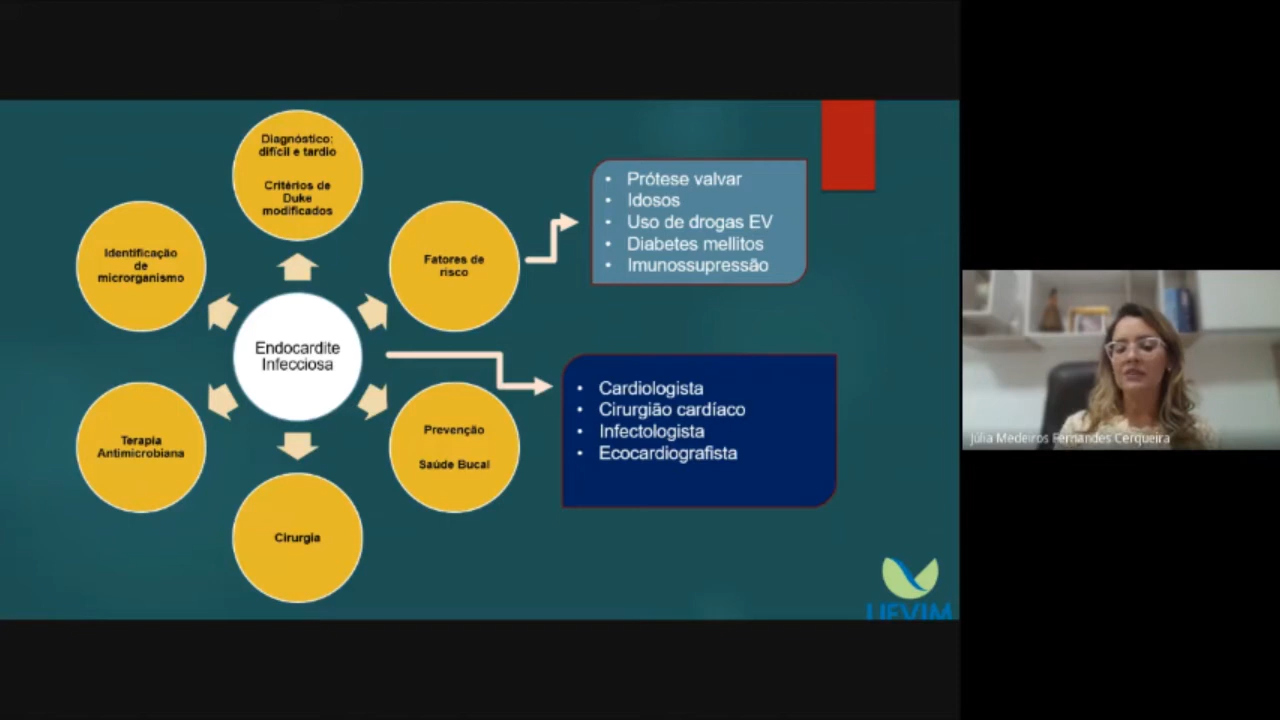 Diagnóstico:
difícil e tardio
Critérios de
Duke
modificados
Identificação
de
microrganismo
Fatores de
risco
Endocardite
Infecciosa
Terapia
Antimicrobiana
Prevenção
Saúde Bucal
Cirurgia
• Prótese valvar
• Idosos
• Uso de drogas EV
• Diabetes mellitos
• Imunossupressão
• Cardiologista
• Cirurgião cardíaco
• Infectologista
• Ecocardiografista
Júlia Medeiros Fernandes Cerqueira